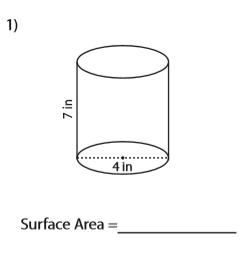 1)
7 in
4 in
Surface Area =